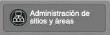 Administración de
sitios y áreas